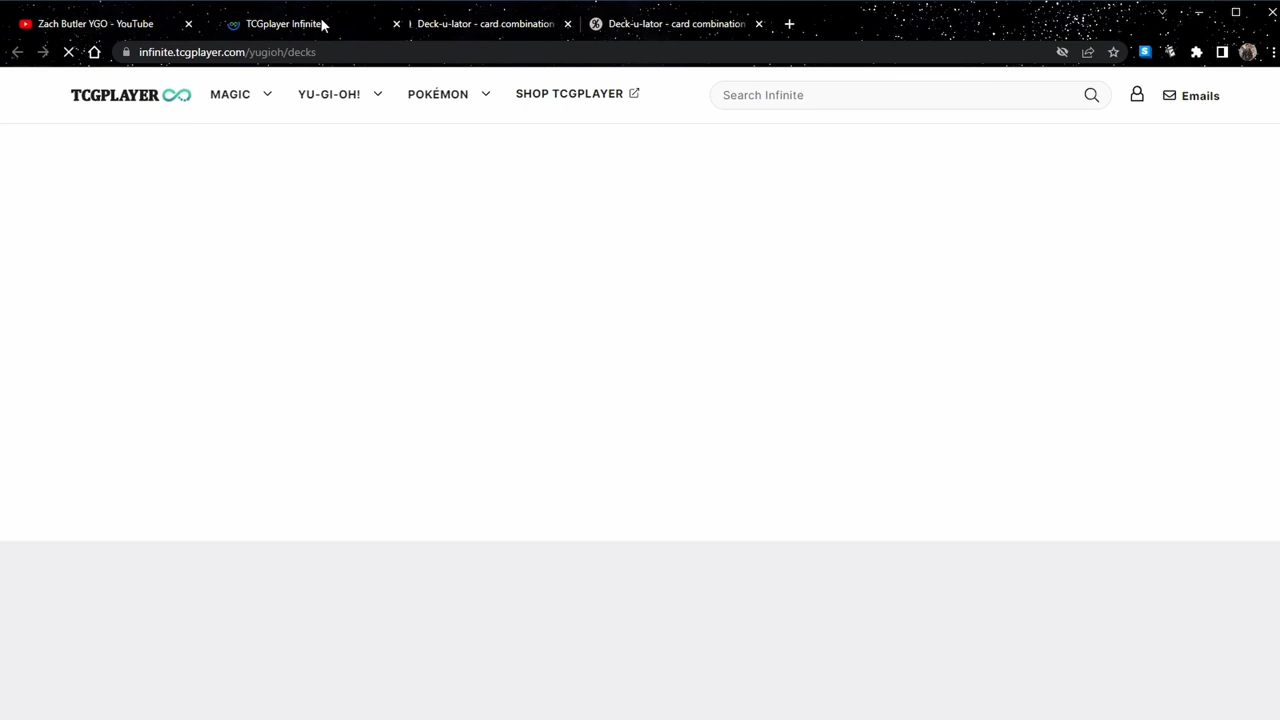 Zach Butler YGO - YouTube
TCGplayer Infinite
Deck-u-lator - card combination
Deck-u-lator - card combination
infinite.tcgplayer.com/yugioh/decks
TCGPLAYER
MAGIC
YU-GI-OH!
POKÉMON
SHOP TCGPLAYER
Search Infinite
Emails